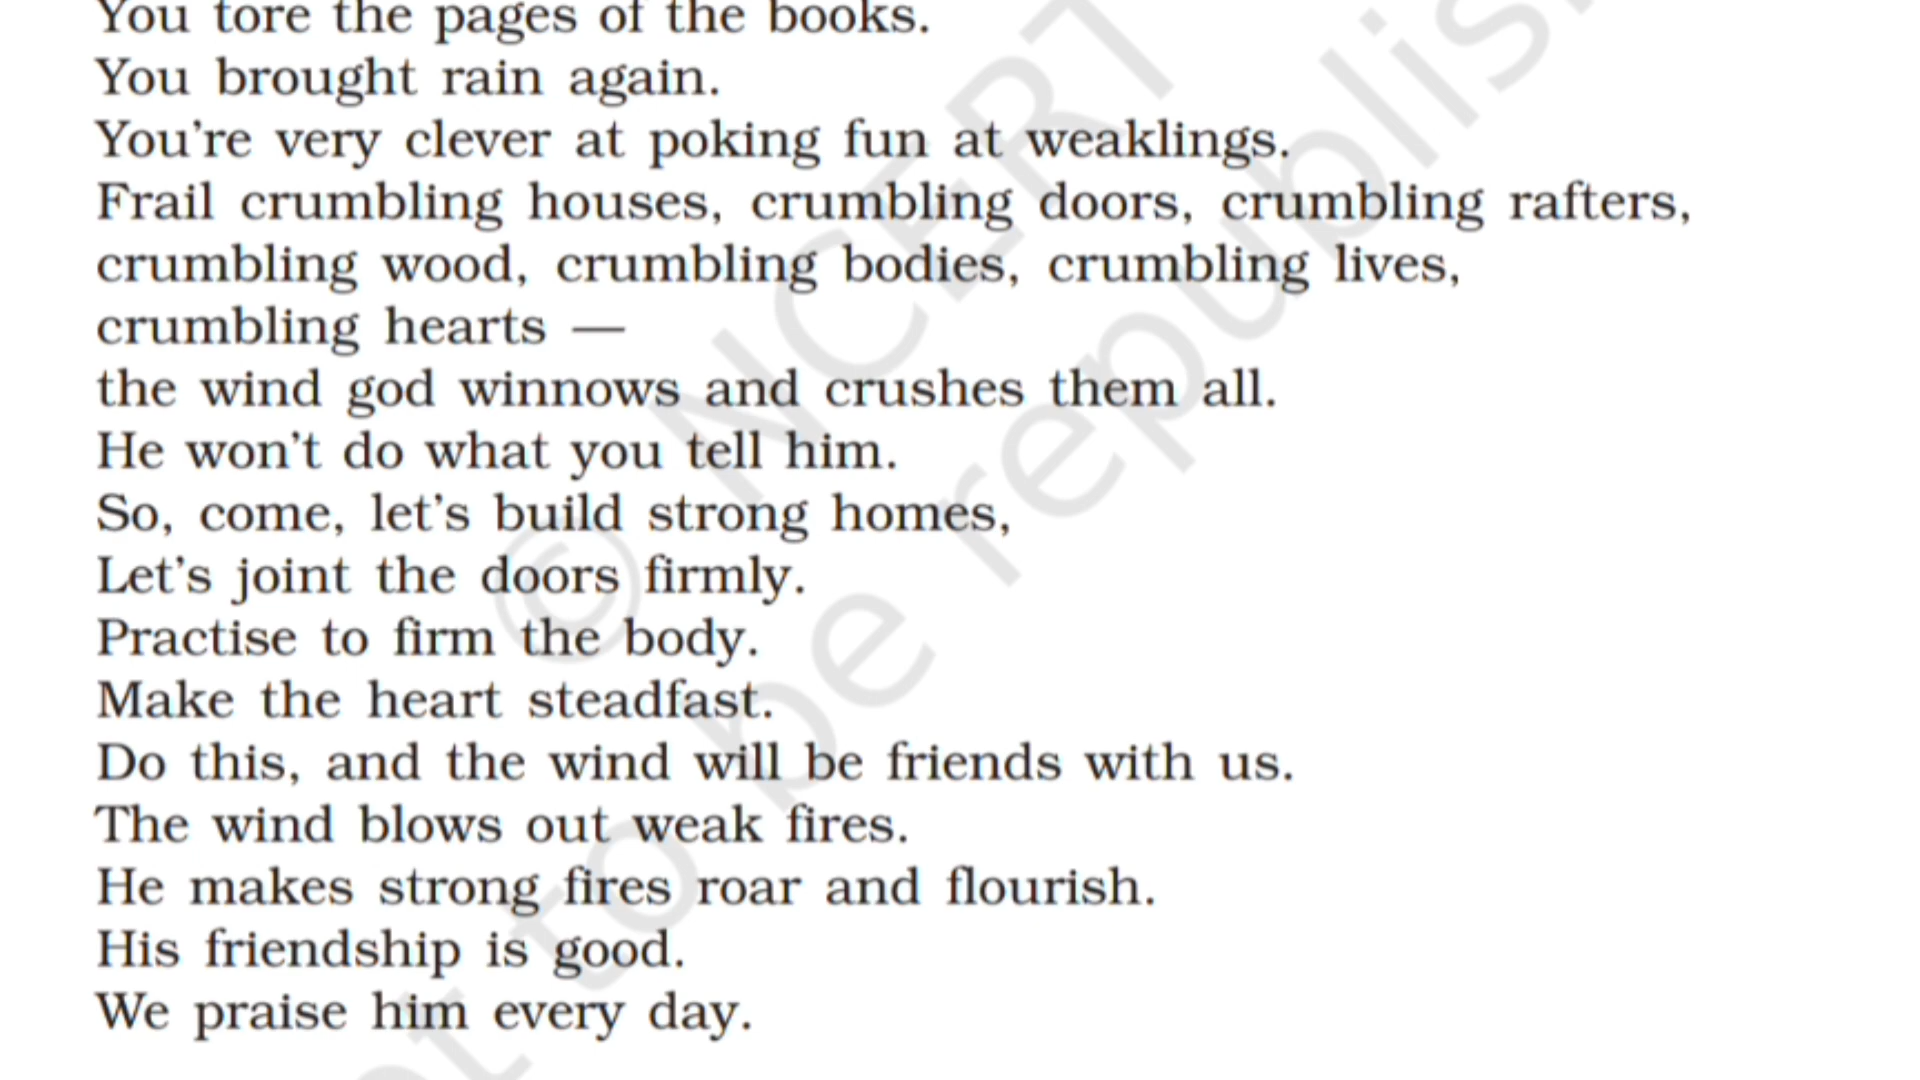 You tore the pages of the books.
You brought rain again.
You're very clever at poking fun at weaklings.
Frail crumbling houses, crumbling doors, crumbling rafters,
crumbling wood, crumbling bodies, crumbling lives,
crumbling hearts —
the wind god winnows and crushes them all.
He won't do what you tell him.
So, come, let's build strong homes,
Let's joint the doors firmly.
Practise to firm the body.
Make the heart steadfast.
Do this, and the wind will be friends with us.
The wind blows out weak fires.
He makes strong fires roar and flourish.
His friendship is good.
We praise him every day.
© NCERT
to be